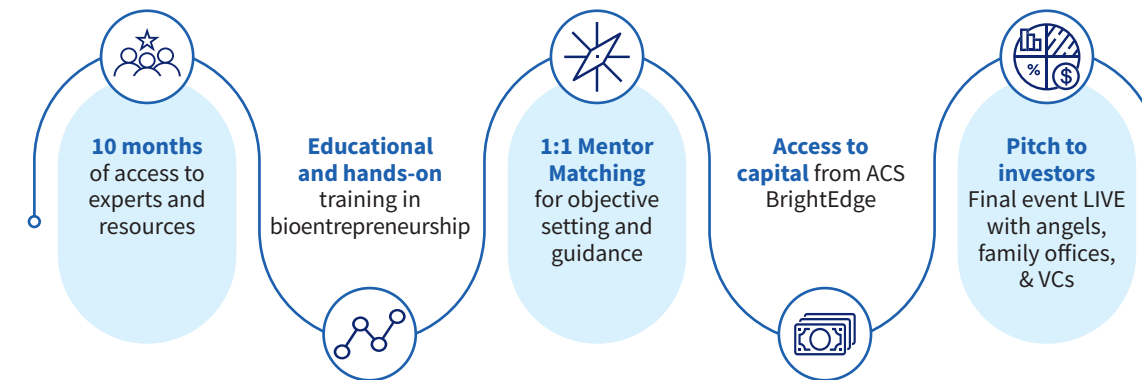 10 months
of access to
experts and
resources
Educational
and hands-on
training in
bioentrepreneurship
1:1 Mentor
Matching
for objective
setting and
guidance
Access to
capital from ACS
BrightEdge
%
$
Pitch to
investors
Final event LIVE
with angels,
family offices,
& VCs